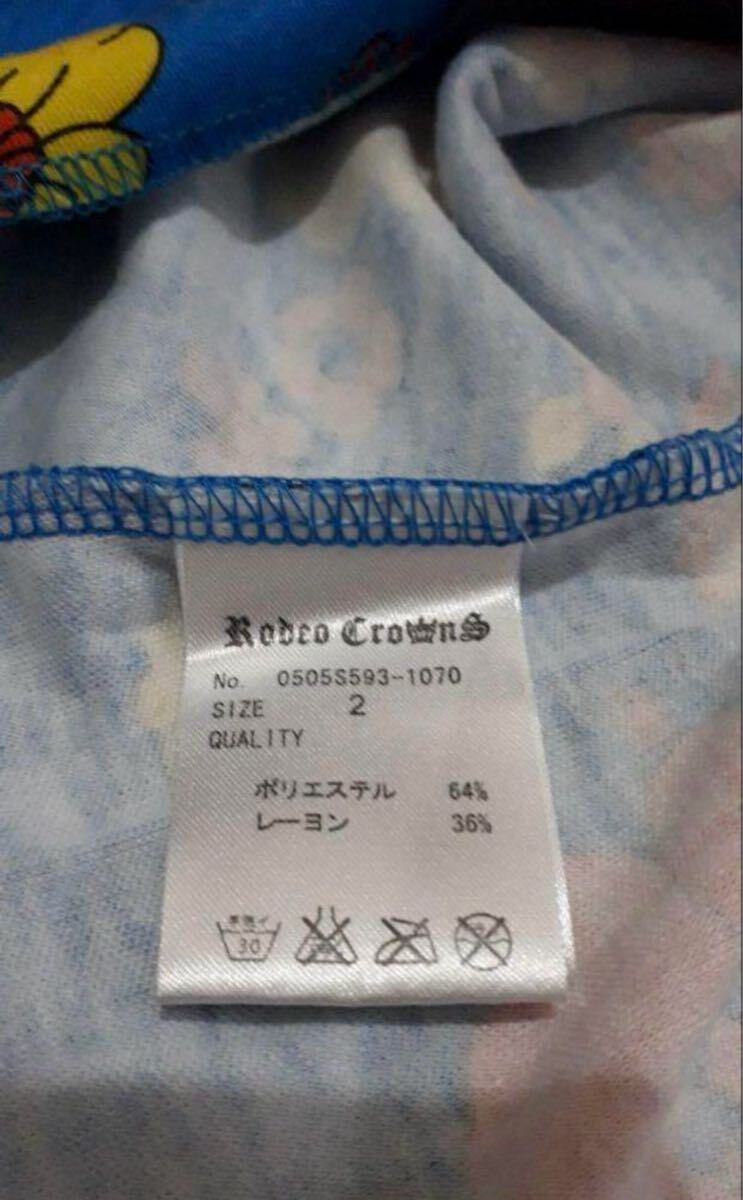 Rodeo CrownS
No. 0505S593-1070
SIZE 2
QUALITY
ポリエステル 64%
レーヨン 36%
30